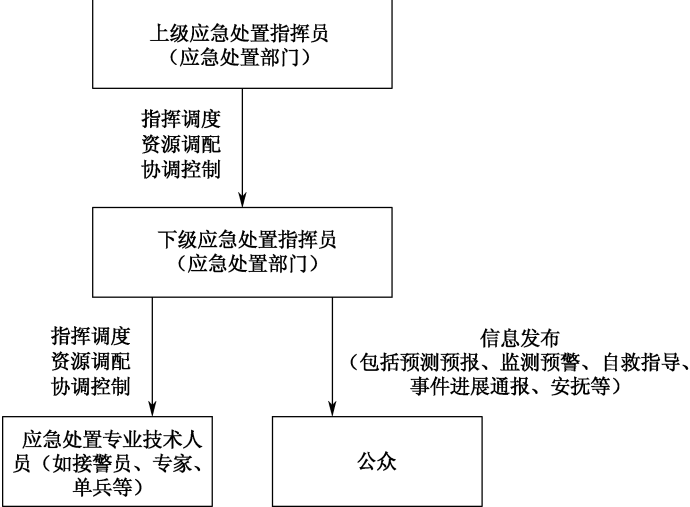 上级应急处置指挥员
（应急处置部门）
指挥调度
资源调配
协调控制
下级应急处置指挥员
（应急处置部门）
指挥调度
资源调配
协调控制
信息发布
（包括预测预报、监测预警、自救指导、
事件进展通报、安抚等）
应急处置专业技术人
员（如接警员、专家、
单兵等）
公众